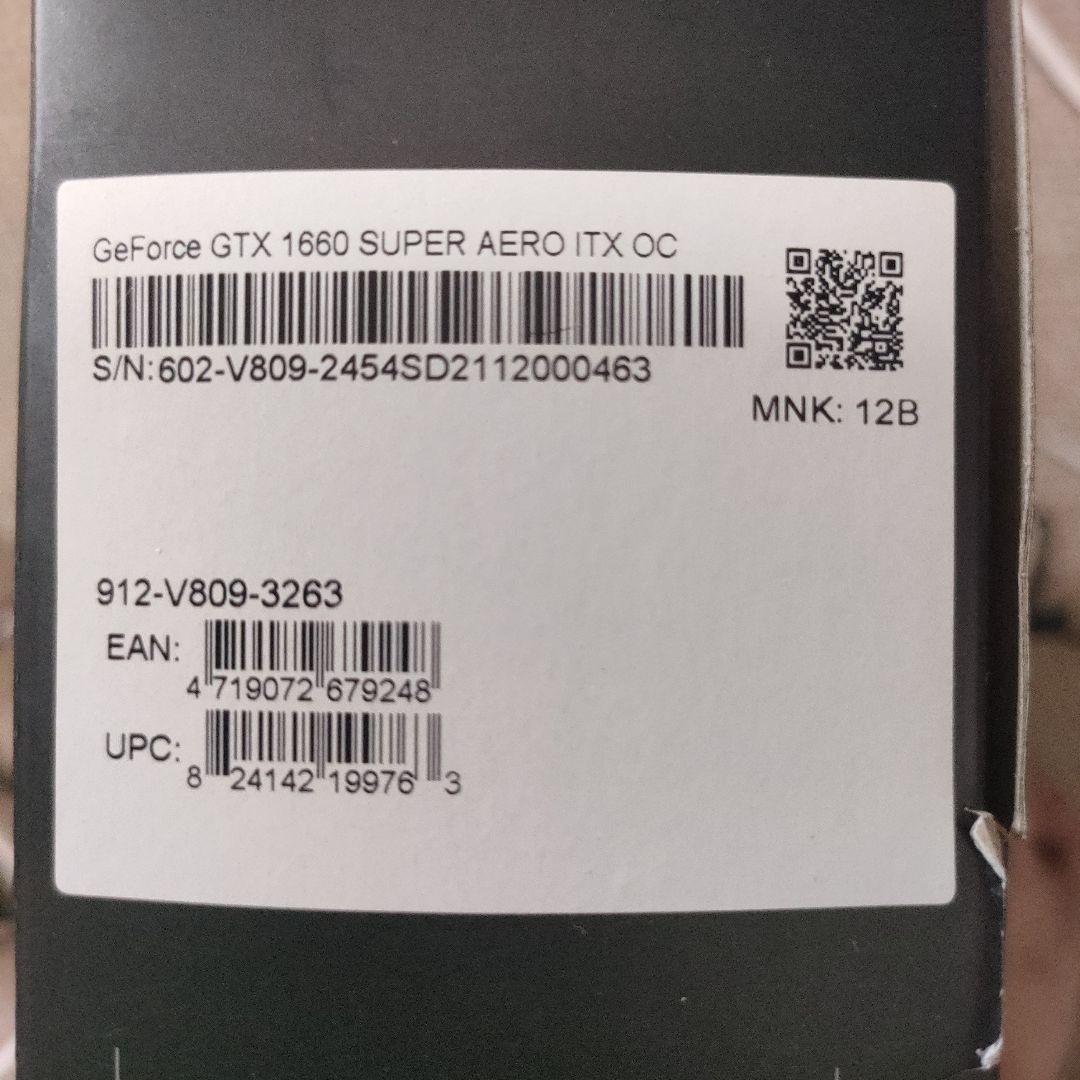 GeForce GTX 1660 SUPER AERO ITX OC
S/N:602-V809-2454SD2112000463
MNK: 12B
912-V809-3263
EAN:
4 719072 679248
UPC:
8 24142 19976 3